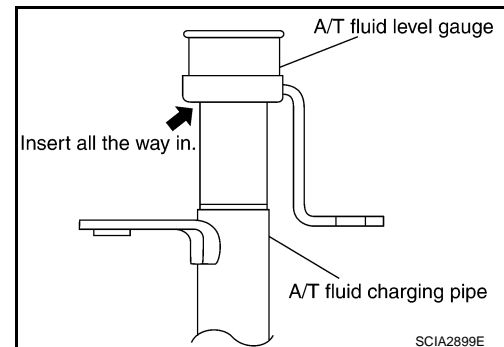 A/T fluid level gauge
Insert all the way in.
A/T fluid charging pipe
SCIA2899E